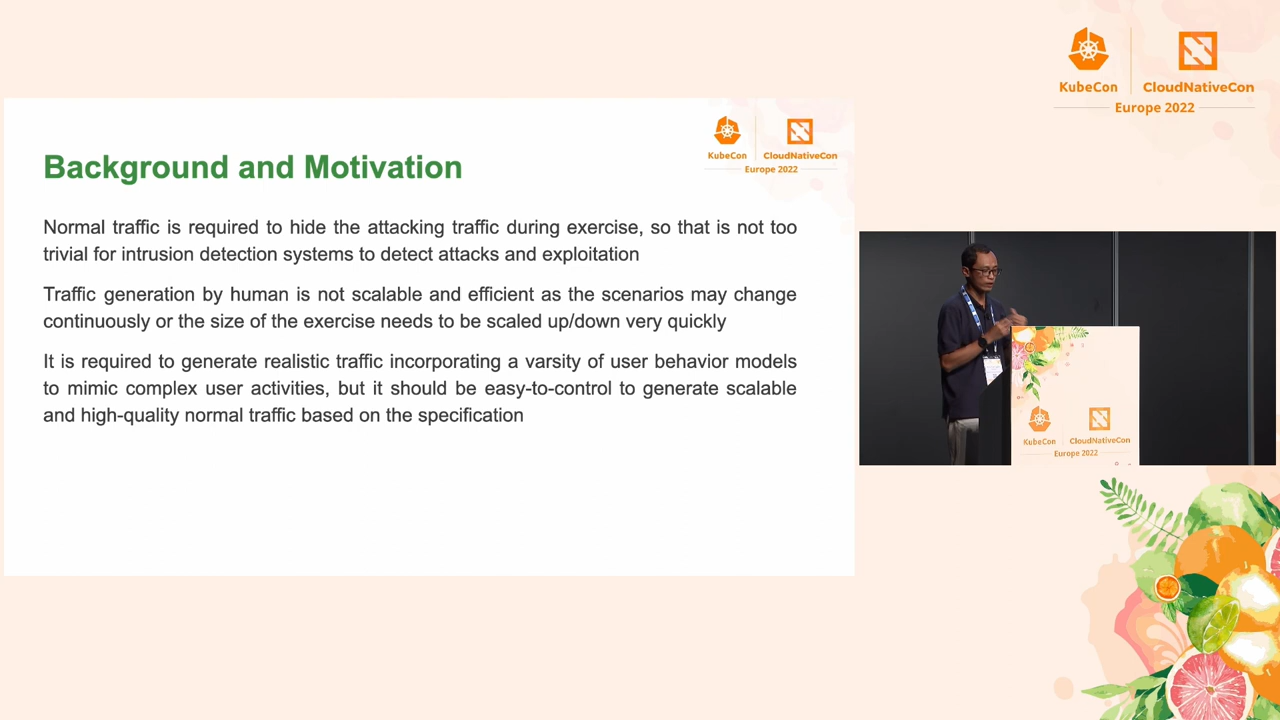 KubeCon
CloudNativeCon
Europe 2022
Background and Motivation
KubeCon
CloudNativeCon
Europe 2022
Normal traffic is required to hide the attacking traffic during exercise, so that is not too
trivial for intrusion detection systems to detect attacks and exploitation
Traffic generation by human is not scalable and efficient as the scenarios may change
continuously or the size of the exercise needs to be scaled up/down very quickly
It is required to generate realistic traffic incorporating a varsity of user behavior models
to mimic complex user activities, but it should be easy-to-control to generate scalable
and high-quality normal traffic based on the specification
KubeCon
CloudNativeCon
Europe 2022